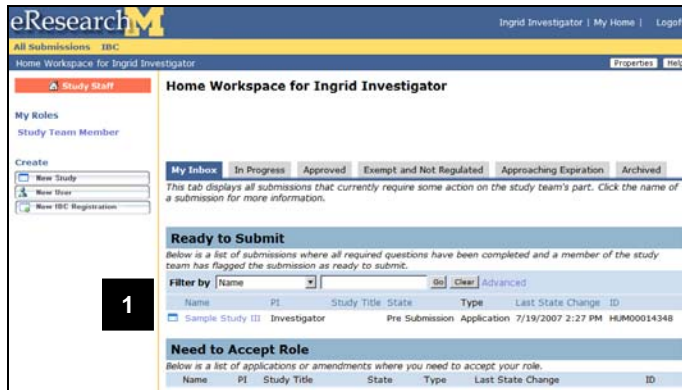 eResearch M
Ingrid Investigator | My Home | Logoff
All Submissions IBC
Home Workspace for Ingrid Investigator
Properties Help
Study Staff
Home Workspace for Ingrid Investigator
My Roles
Study Team Member
Create
New Study
New User
New IBC Registration
My Inbox In Progress Approved Exempt and Not Regulated Approaching Expiration Archived
This tab displays all submissions that currently require some action on the study team's part. Click the name of
a submission for more information.
Ready to Submit
Below is a list of submissions where all required questions have been completed and a member of the study
team has flagged the submission as ready to submit.
Filter by Name Go Clear Advanced
Name PI Study Title State Type Last State Change ID
1
Sample Study III Investigator Pre Submission Application 7/19/2007 2:27 PM HUM00014348
Need to Accept Role
Below is a list of applications or amendments where you need to accept your role.
Name PI Study Title State Type Last State Change ID